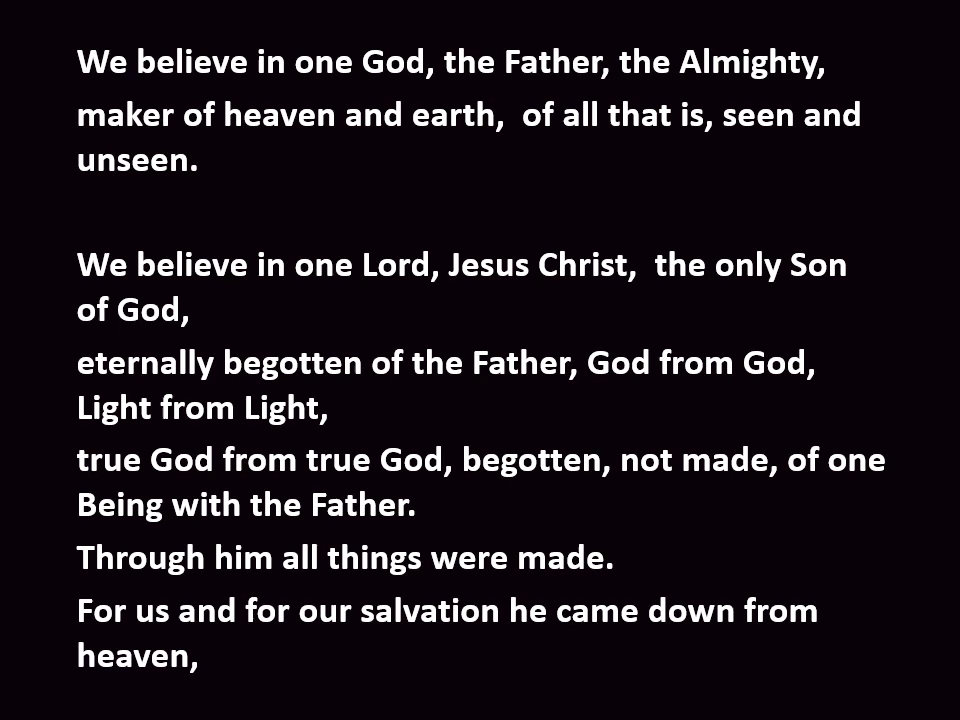 We believe in one God, the Father, the Almighty,
maker of heaven and earth,  of all that is, seen and
unseen.
We believe in one Lord, Jesus Christ,  the only Son
of God,
eternally begotten of the Father, God from God,
Light from Light,
true God from true God, begotten, not made, of one
Being with the Father.
Through him all things were made.
For us and for our salvation he came down from
heaven,